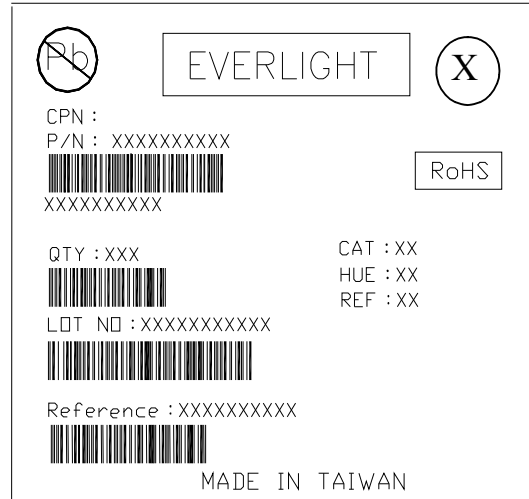 Pb
EVERLIGHT
X
CPN :
P/N : XXXXXXXXXX
RoHS
XXXXXXXXXX
QTY : XXX
CAT : XX
HUE : XX
REF : XX
LOT NO : XXXXXXXXXXX
Reference : XXXXXXXXXX
MADE IN TAIWAN